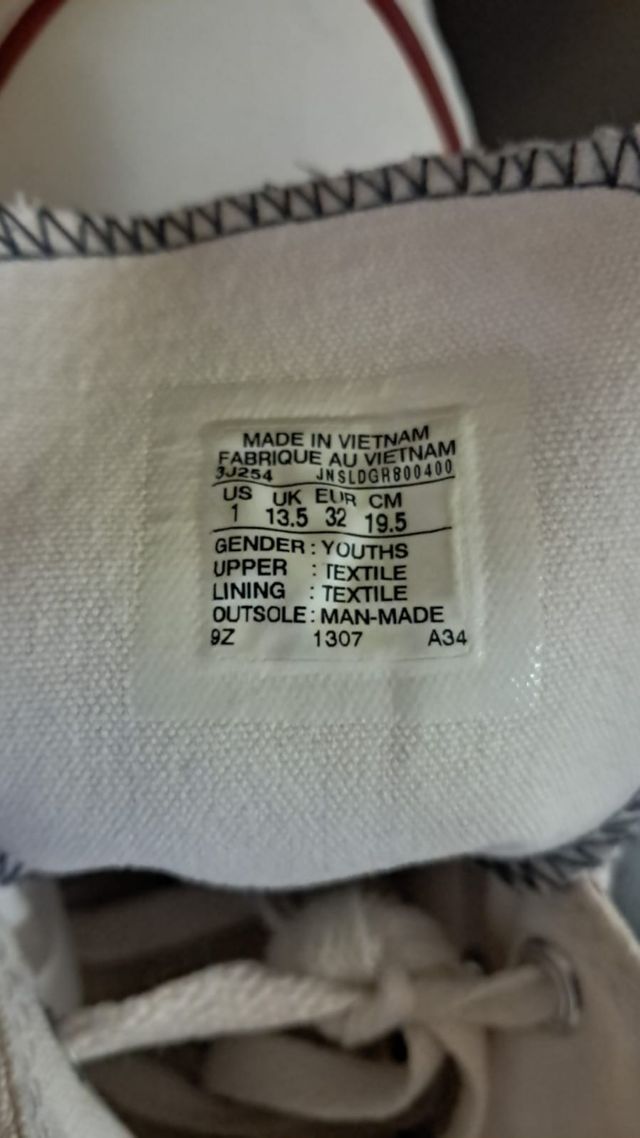 MADE IN VIETNAM
FABRIQUE AU VIETNAM
3J254 JNSLDGR800400
US UK EUR CM
1 13.5 32 19.5
GENDER : YOUTHS
UPPER : TEXTILE
LINING : TEXTILE
OUTSOLE : MAN-MADE
9Z 1307 A34